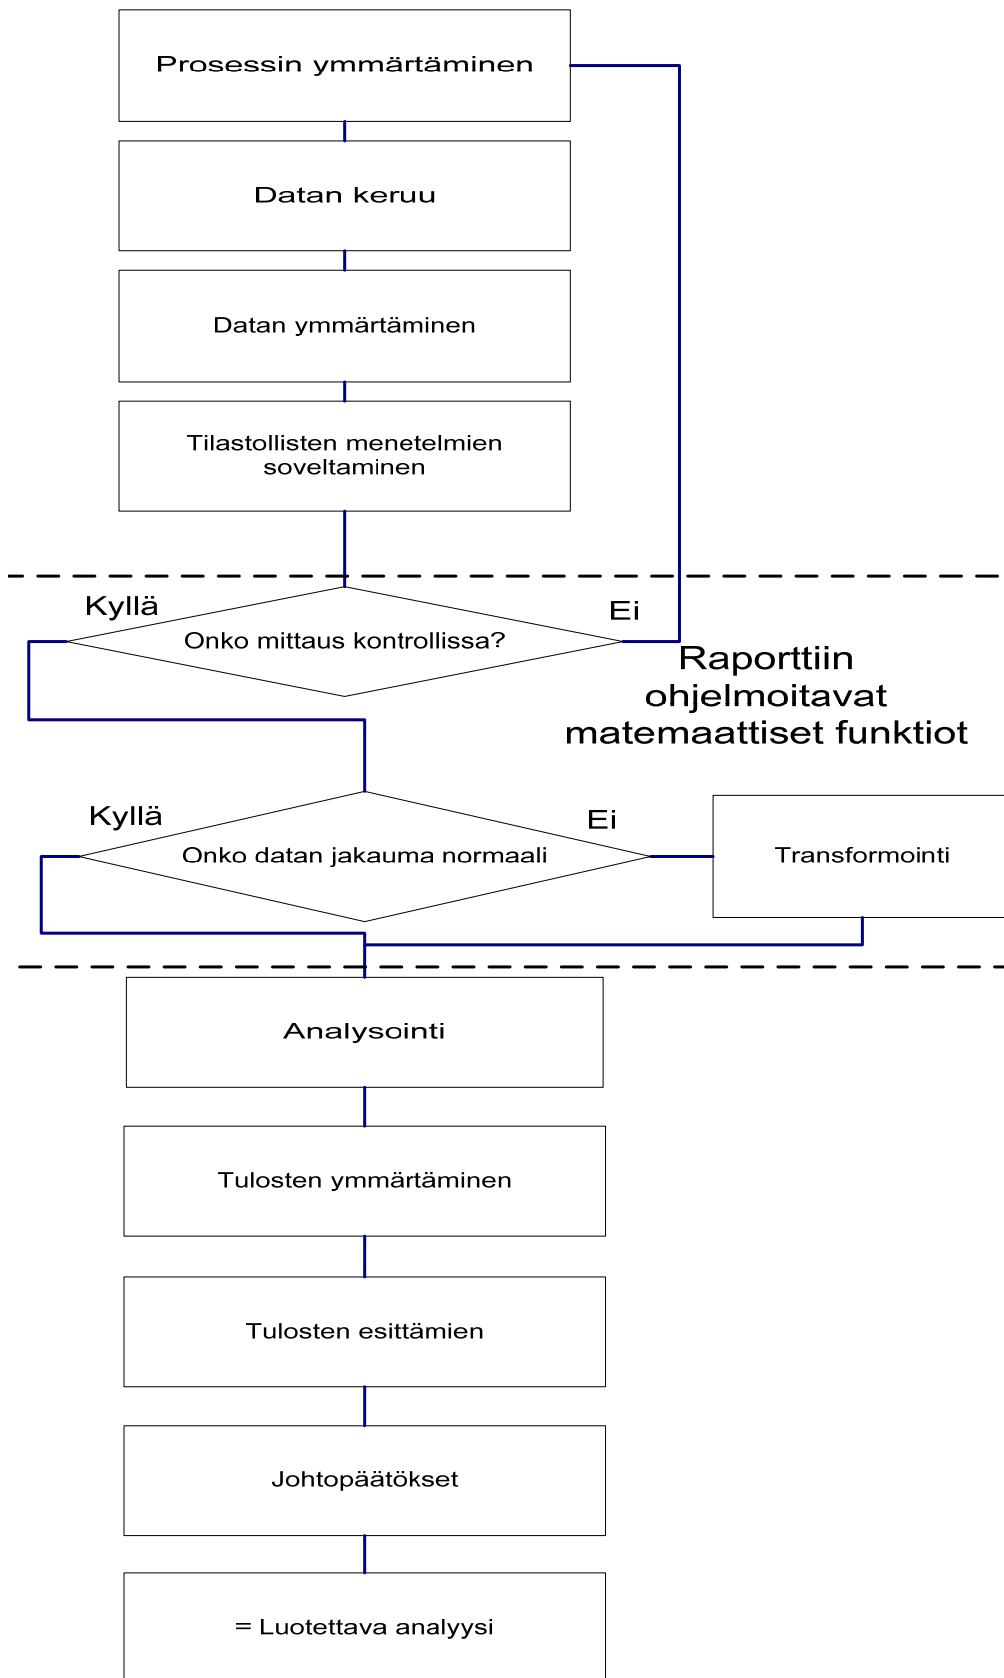 Prosessin ymmärtäminen
Datan keruu
Datan ymmärtäminen
Tilastollisten menetelmien
soveltaminen
Kyllä
Ei
Onko mittaus kontrollissa?
Raporttiin
ohjelmoitavat
matemaattiset funktiot
Kyllä
Ei
Onko datan jakauma normaali
Transformointi
Analysointi
Tulosten ymmärtäminen
Tulosten esittämien
Johtopäätökset
= Luotettava analyysi